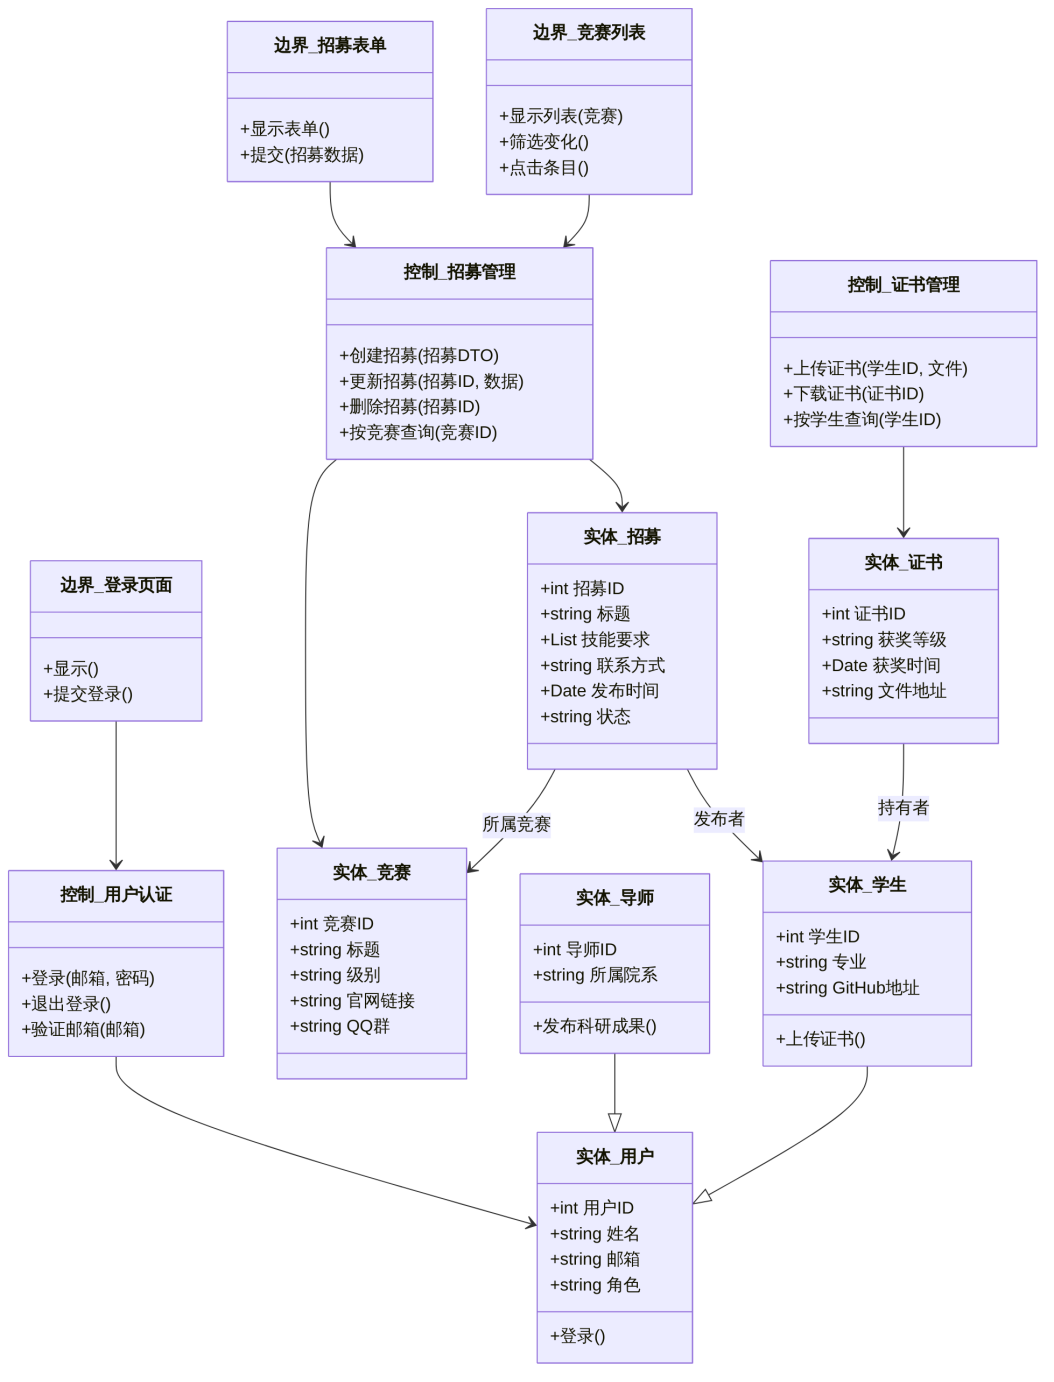 边界_招募表单
+显示表单()
+提交(招募数据)
边界_竞赛列表
+显示列表(竞赛)
+筛选变化()
+点击条目()
控制_招募管理
+创建招募(招募DTO)
+更新招募(招募ID, 数据)
+删除招募(招募ID)
+按竞赛查询(竞赛ID)
控制_证书管理
+上传证书(学生ID, 文件)
+下载证书(证书ID)
+按学生查询(学生ID)
实体_招募
+int 招募ID
+string 标题
+List 技能要求
+string 联系方式
+Date 发布时间
+string 状态
实体_证书
+int 证书ID
+string 获奖等级
+Date 获奖时间
+string 文件地址
边界_登录页面
+显示()
+提交登录()
所属竞赛
发布者
持有者
控制_用户认证
+登录(邮箱, 密码)
+退出登录()
+验证邮箱(邮箱)
实体_竞赛
+int 竞赛ID
+string 标题
+string 级别
+string 官网链接
+string QQ群
实体_导师
+int 导师ID
+string 所属院系
+发布科研成果()
实体_学生
+int 学生ID
+string 专业
+string GitHub地址
+上传证书()
实体_用户
+int 用户ID
+string 姓名
+string 邮箱
+string 角色
+登录()